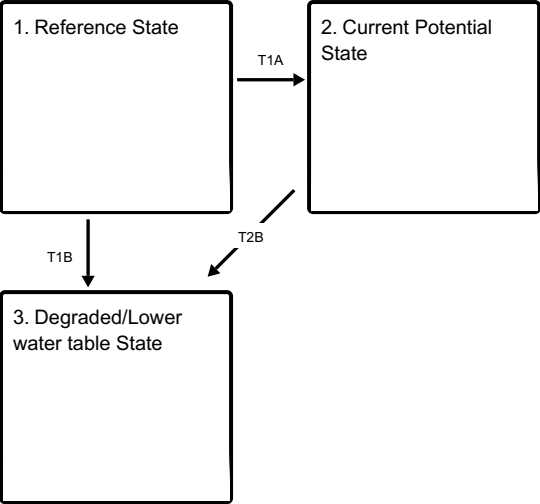 1. Reference State
2. Current Potential
State
T1A
T1B
T2B
3. Degraded/Lower
water table State